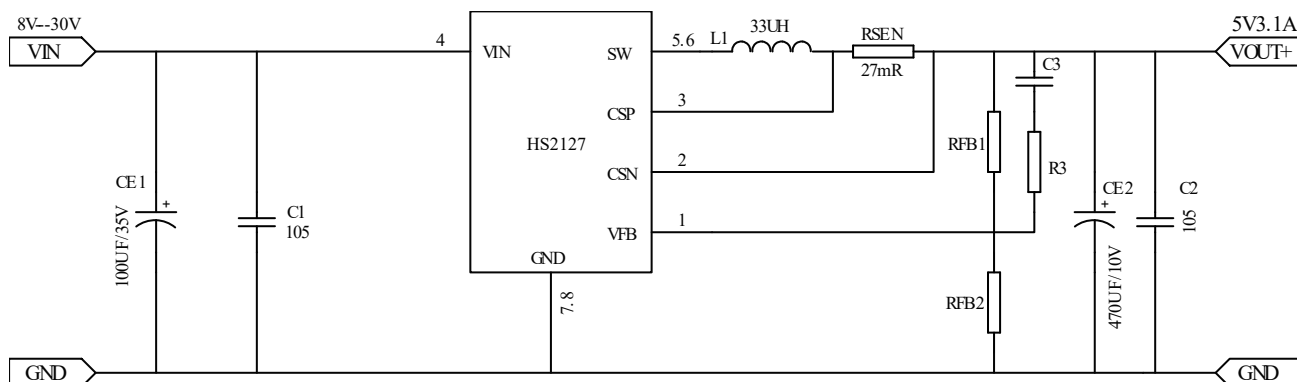 8V---30V
VIN
4
VIN
SW
5.6
L1
33UH
RSEN
27mR
5V3.1A
VOUT+
CSP
3
HS2127
CSN
2
VFB
1
GND
7.8
CE1
+
100UF/35V
C1
105
RFB1
C3
R3
RFB2
CE2
+
470UF/10V
C2
105
GND
GND